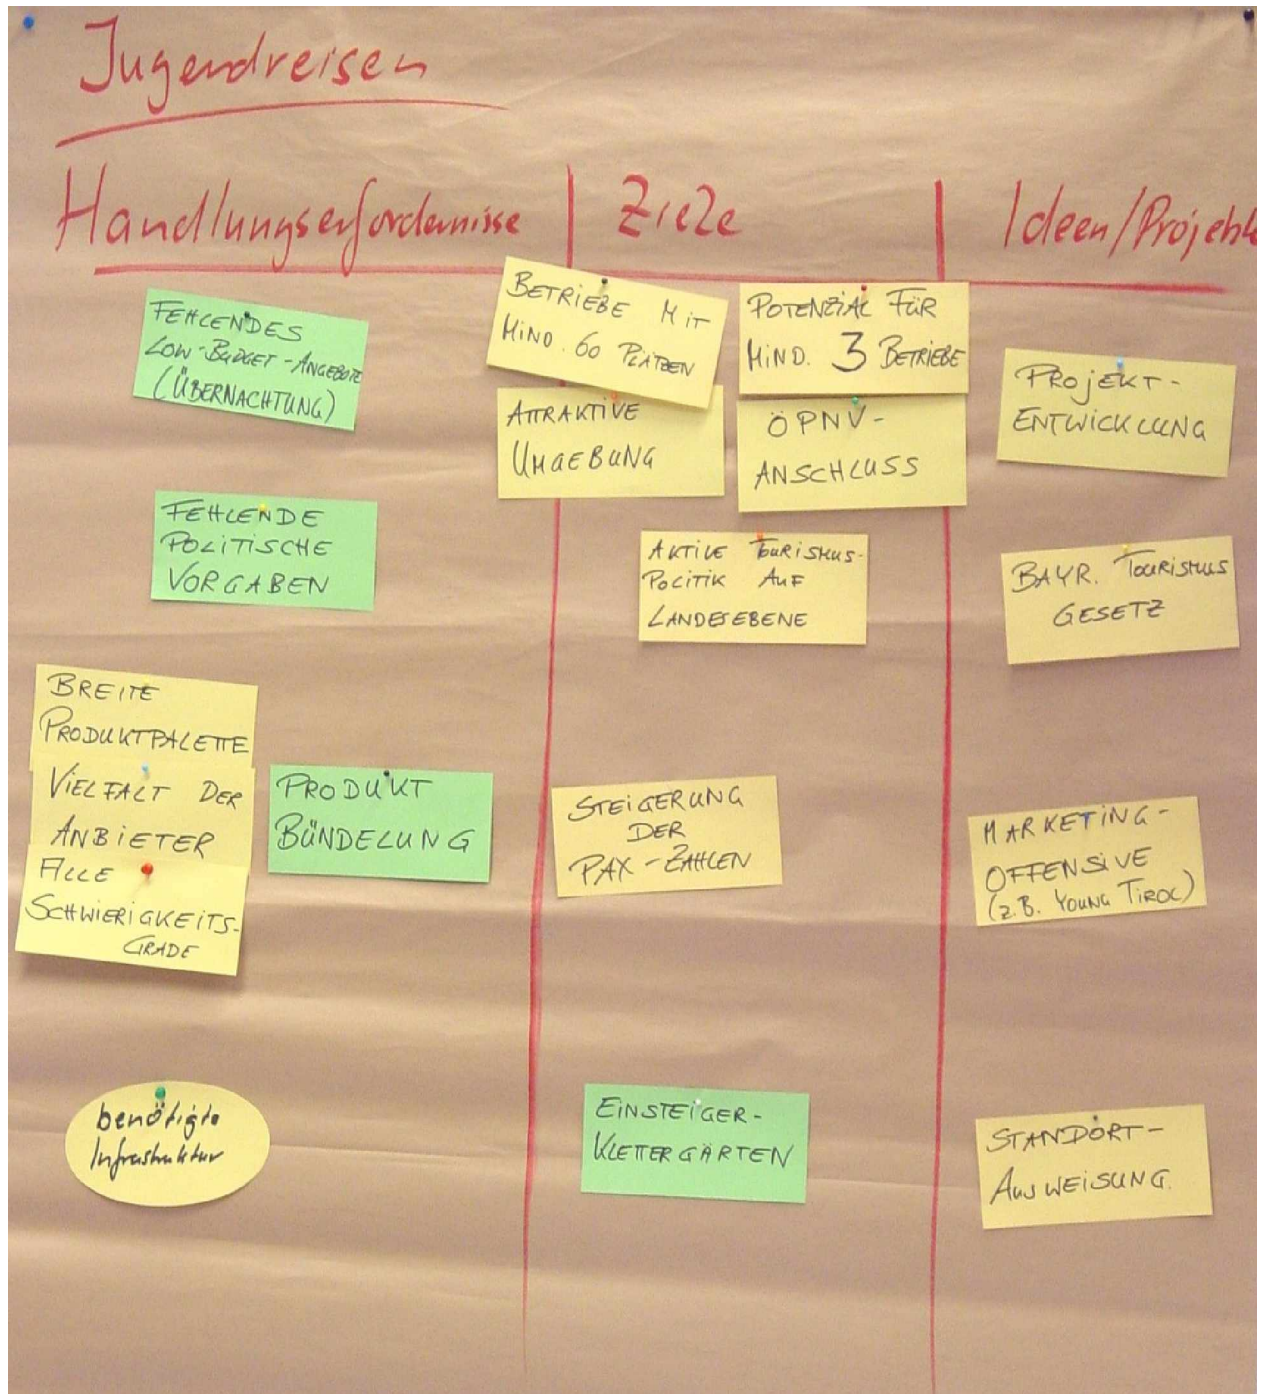 Jugendreisen
Handlungserfordernisse
Ziele
Ideen/Projekte
FEHLENDES
LOW-BUDGET-ANGEBOTE
(ÜBERNACHTUNG)
BETRIEBE MIT
MIND. 60 PLÄTZEN
POTENZIAL FÜR
MIND. 3 BETRIEBE
ATTRAKTIVE
UMGEBUNG
ÖPNV-
ANSCHLUSS
PROJEKT-
ENTWICKLUNG
FEHLENDE
POLITISCHE
VORGABEN
AKTIVE TOURISMUS-
POLITIK AUF
LANDESEBENE
BAYR. TOURISMUS
GESETZ
BREITE
PRODUKTPALETTE
VIELFALT DER
ANBIETER
ALLE
SCHWIERIGKEITS-
GRADE
PRODUKT
BÜNDELUNG
STEIGERUNG
DER
PAX-ZAHLEN
MARKETING-
OFFENSIVE
(Z.B. YOUNG TIROL)
benötigte
Infrastruktur
EINSTEIGER-
KLETTERGÄRTEN
STANDORT-
AUSWEISUNG.